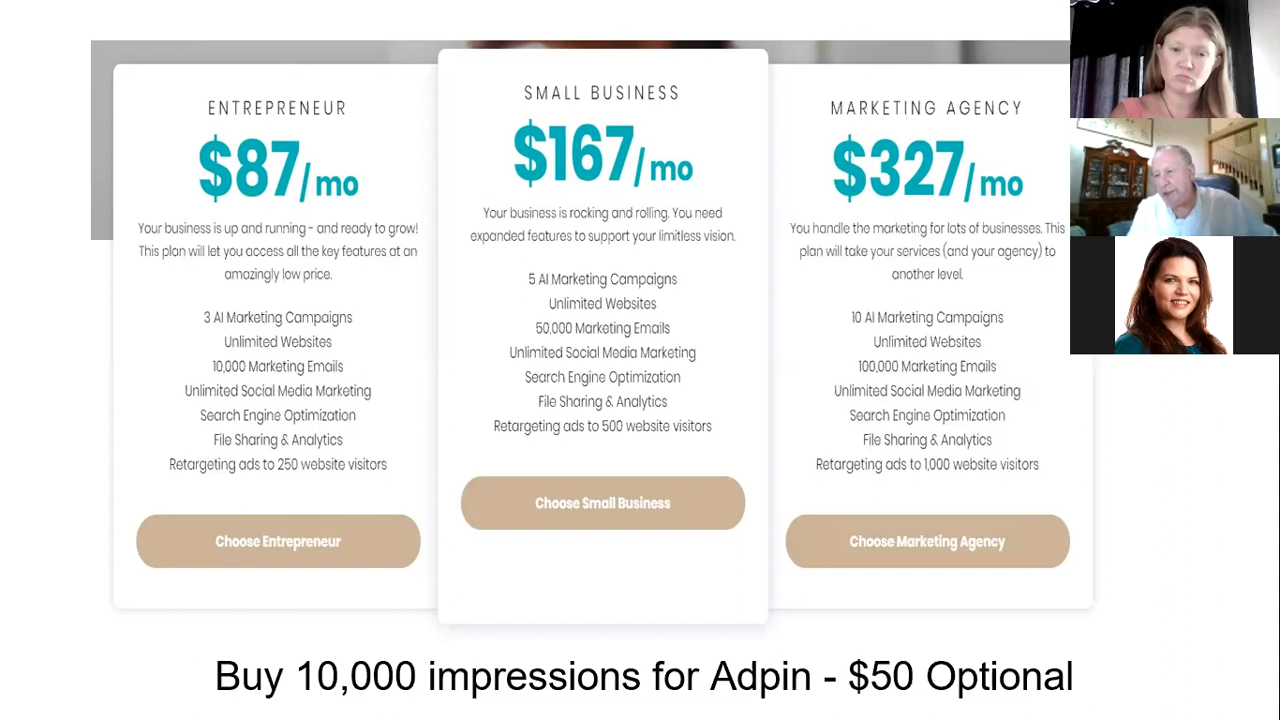 ENTREPRENEUR
$87/mo
Your business is up and running - and ready to grow!
This plan will let you access all the key features at an
amazingly low price.
3 AI Marketing Campaigns
Unlimited Websites
10,000 Marketing Emails
Unlimited Social Media Marketing
Search Engine Optimization
File Sharing & Analytics
Retargeting ads to 250 website visitors
Choose Entrepreneur
SMALL BUSINESS
$167/mo
Your business is rocking and rolling. You need
expanded features to support your limitless vision.
5 AI Marketing Campaigns
Unlimited Websites
50,000 Marketing Emails
Unlimited Social Media Marketing
Search Engine Optimization
File Sharing & Analytics
Retargeting ads to 500 website visitors
Choose Small Business
MARKETING AGENCY
$327/mo
You handle the marketing for lots of businesses. This
plan will take your services (and your agency) to
another level.
10 AI Marketing Campaigns
Unlimited Websites
100,000 Marketing Emails
Unlimited Social Media Marketing
Search Engine Optimization
File Sharing & Analytics
Retargeting ads to 1,000 website visitors
Choose Marketing Agency
Buy 10,000 impressions for Adpin - $50 Optional